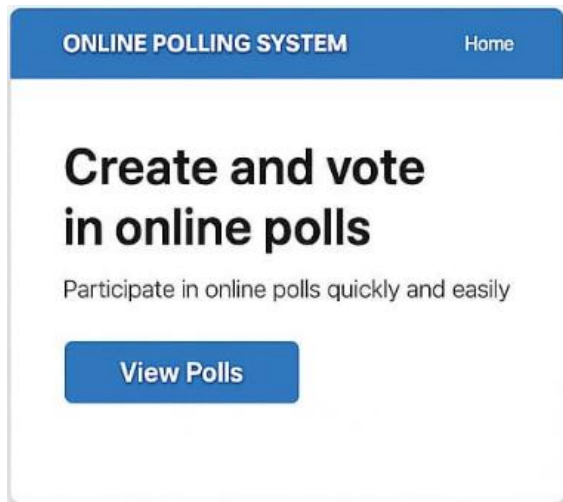 ONLINE POLLING SYSTEM
Home
Create and vote
in online polls
Participate in online polls quickly and easily
View Polls